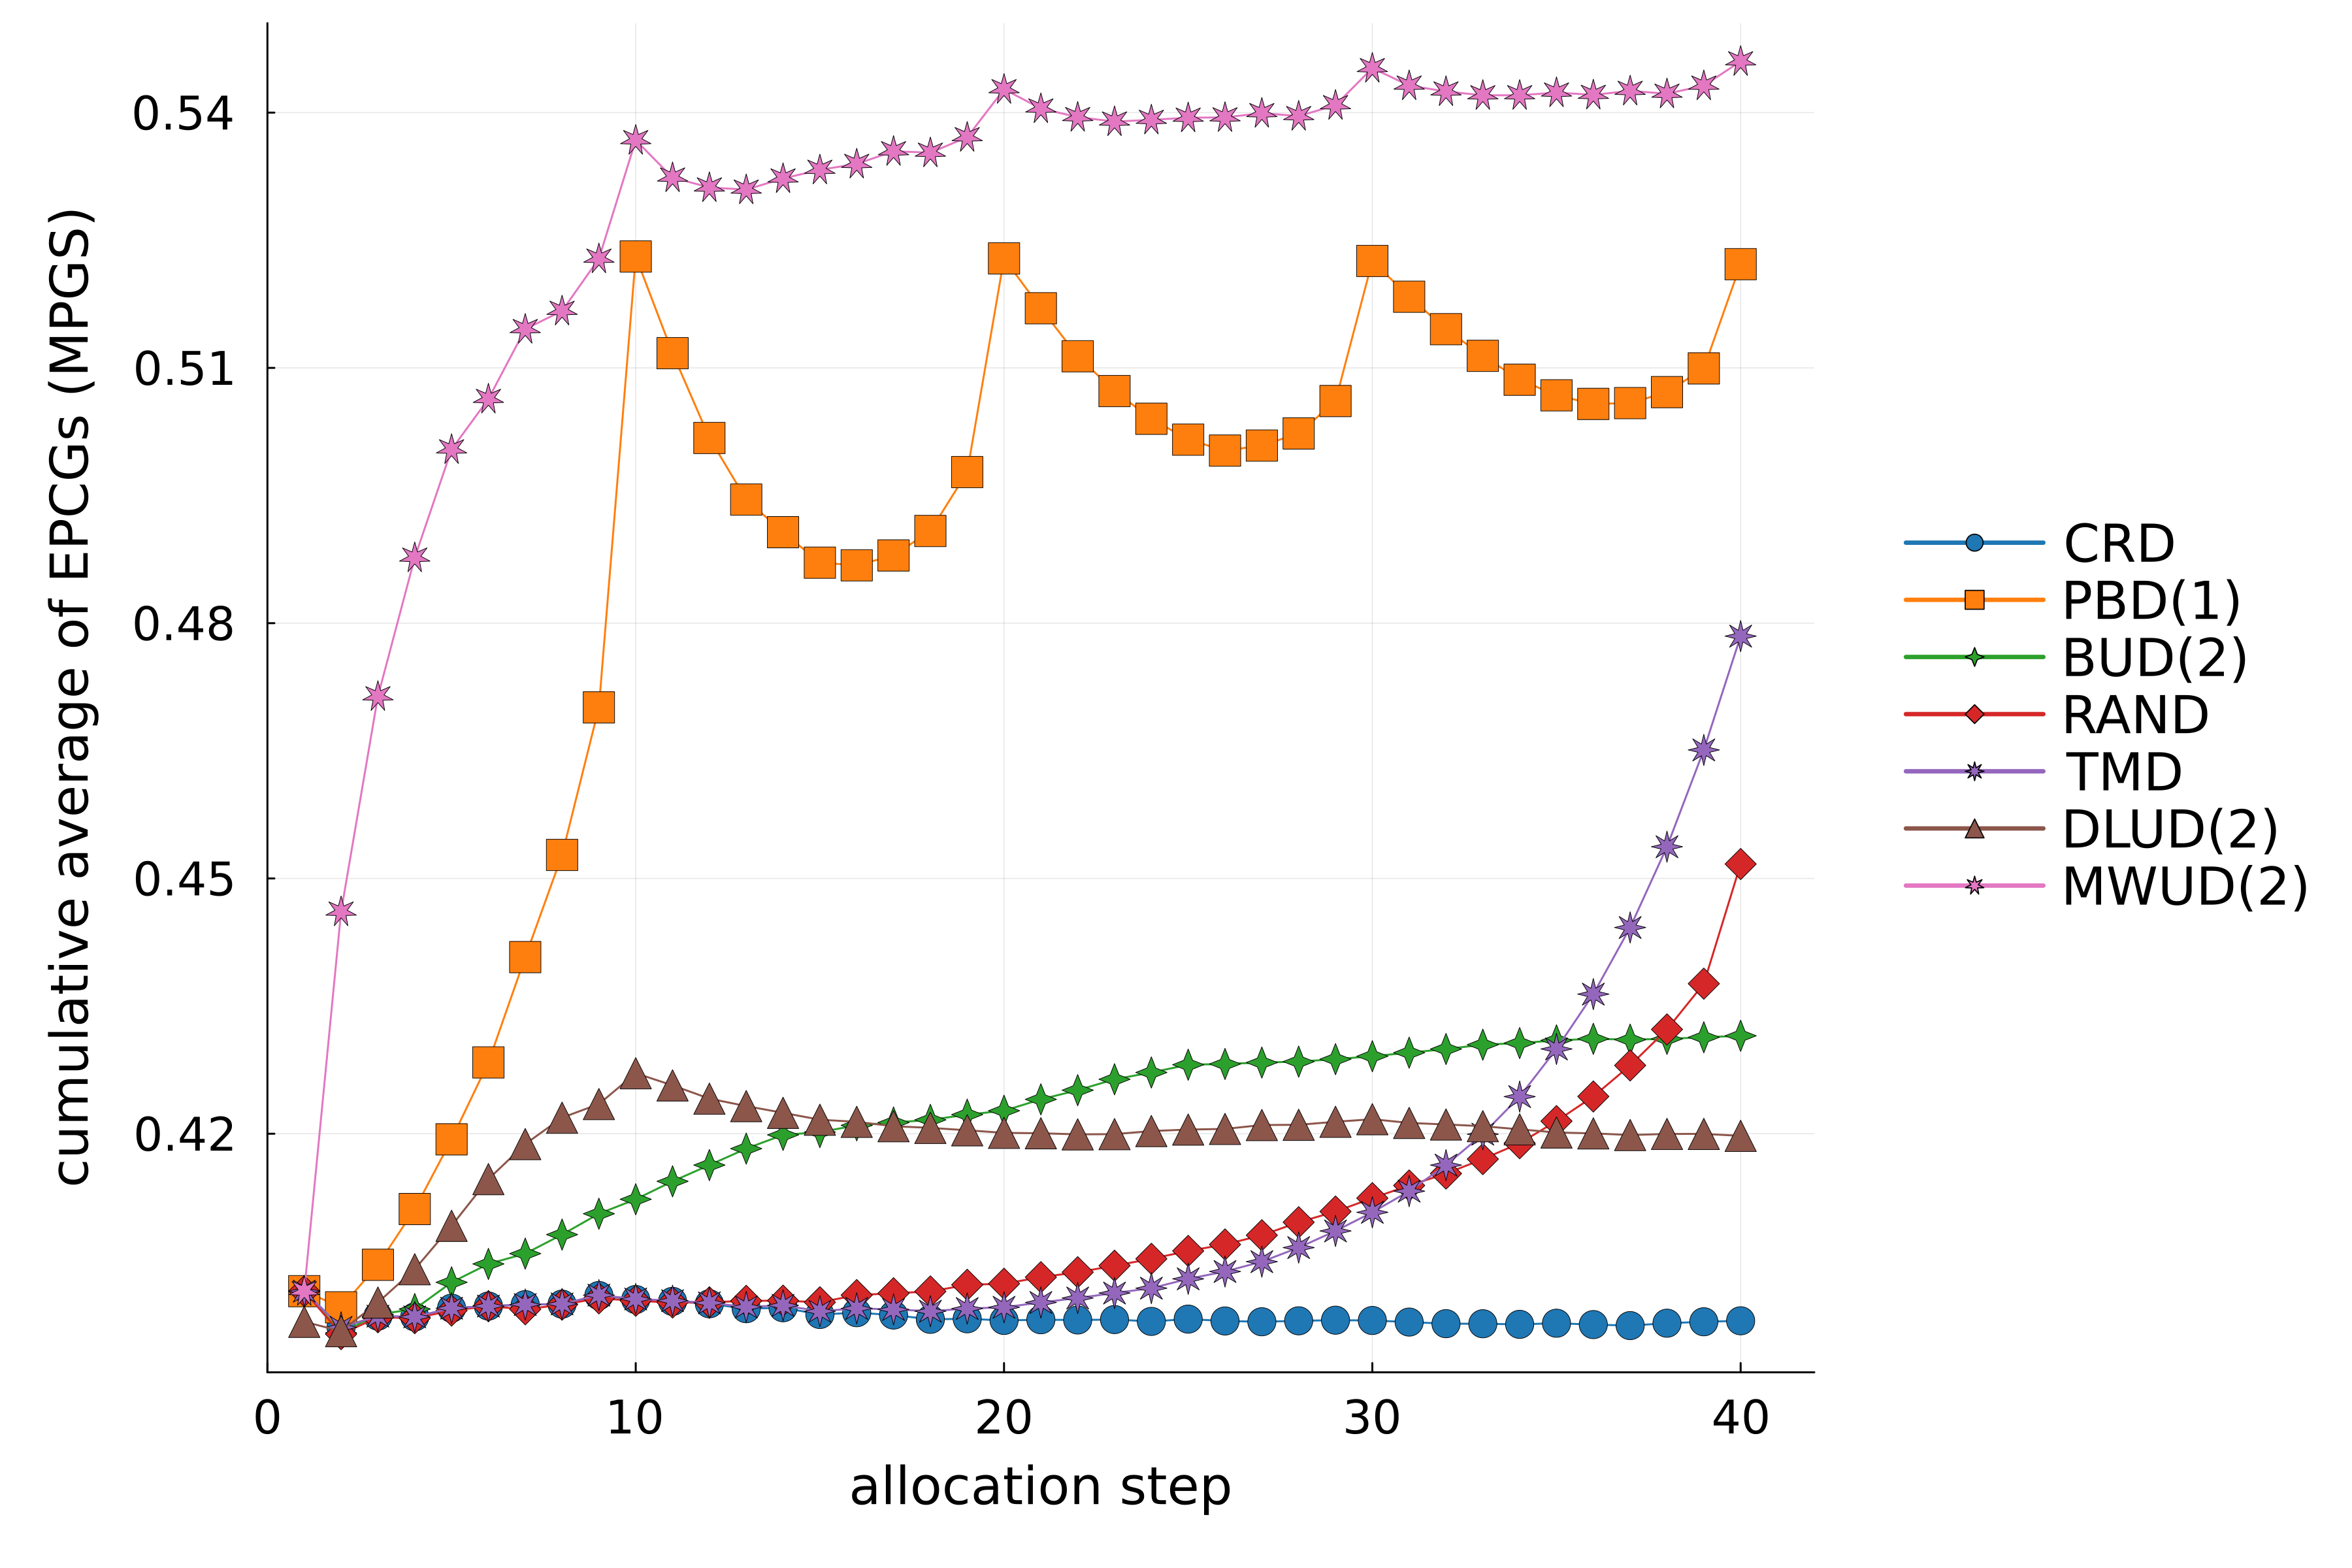 cumulative average of EPCGs (MPGS)
0.54
0.51
0.48
0.45
0.42
0
10
20
30
40
allocation step
CRD
PBD(1)
BUD(2)
RAND
TMD
DLUD(2)
MWUD(2)